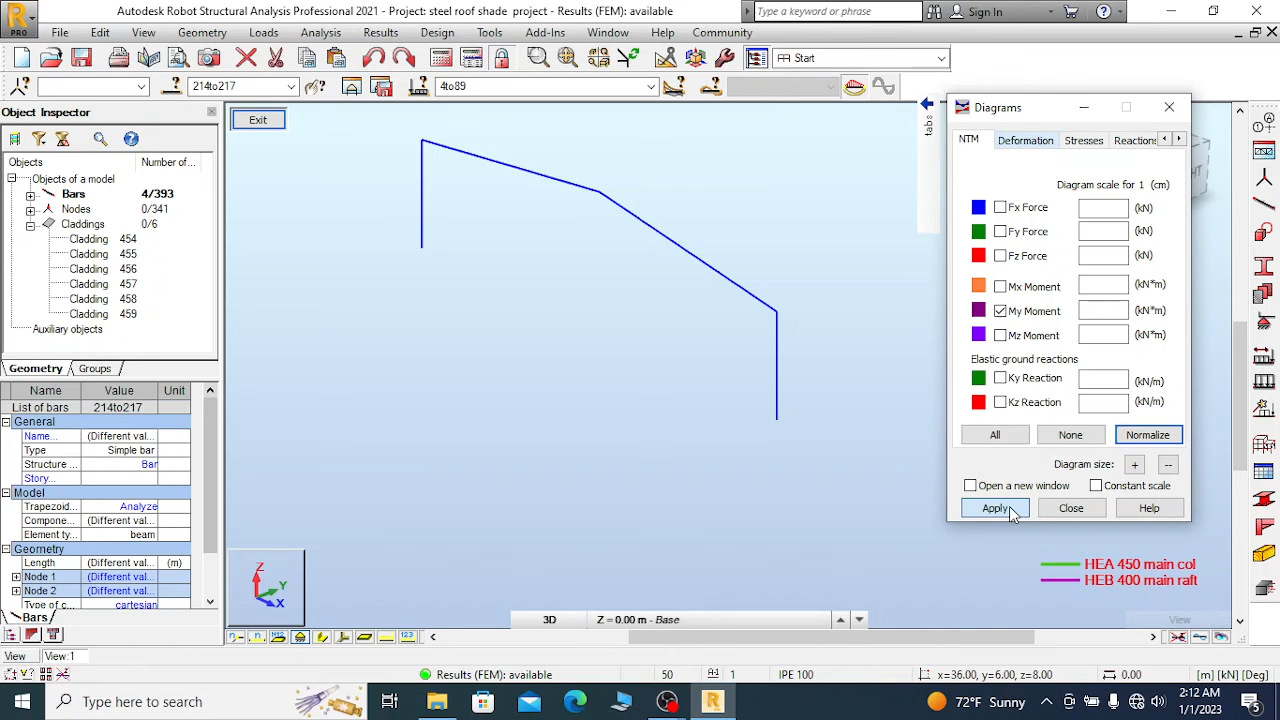 Autodesk Robot Structural Analysis Professional 2021 - Project: steel roof shade project - Results (FEM): available
Type a keyword or phrase
Sign In
PRO
File Edit View Geometry Loads Analysis Results Design Tools Add-Ins Window Help Community
Start
214to217
4to89
Object Inspector
Exit
tabs
Diagrams
NTM Deformation Stresses Reactions
Objects Number of...
Objects of a model
Bars 4/393
Nodes 0/341
Claddings 0/6
Cladding 454
Cladding 455
Cladding 456
Cladding 457
Cladding 458
Cladding 459
Auxiliary objects
Geometry Groups
Diagram scale for 1 (cm)
Fx Force (kN)
Fy Force (kN)
Fz Force (kN)
Mx Moment (kN*m)
My Moment (kN*m)
Mz Moment (kN*m)
Elastic ground reactions
Ky Reaction (kN/m)
Kz Reaction (kN/m)
All None Normalize
Diagram size: + --
Open a new window Constant scale
Apply Close Help
Name Value Unit
List of bars 214to217
General
Name... (Different val...
Type Simple bar
Structure ... Bar
Story...
Model
Trapezoid... Analyze
Compone... (Different val...
Element ty... beam
Geometry
Length (Different val... (m)
Node 1 (Different val...
Node 2 (Different val...
Type of c... cartesian
Bars
HEA 450 main col
HEB 400 main raft
Z
Y
X
3D Z = 0.00 m - Base
View
View View:1
Results (FEM): available 50 1 IPE 100 x=36.00, y=6.00, z=8.00 0.00 [m] [kN] [Deg]
Type here to search
72°F Sunny
2:12 AM
1/1/2023
5